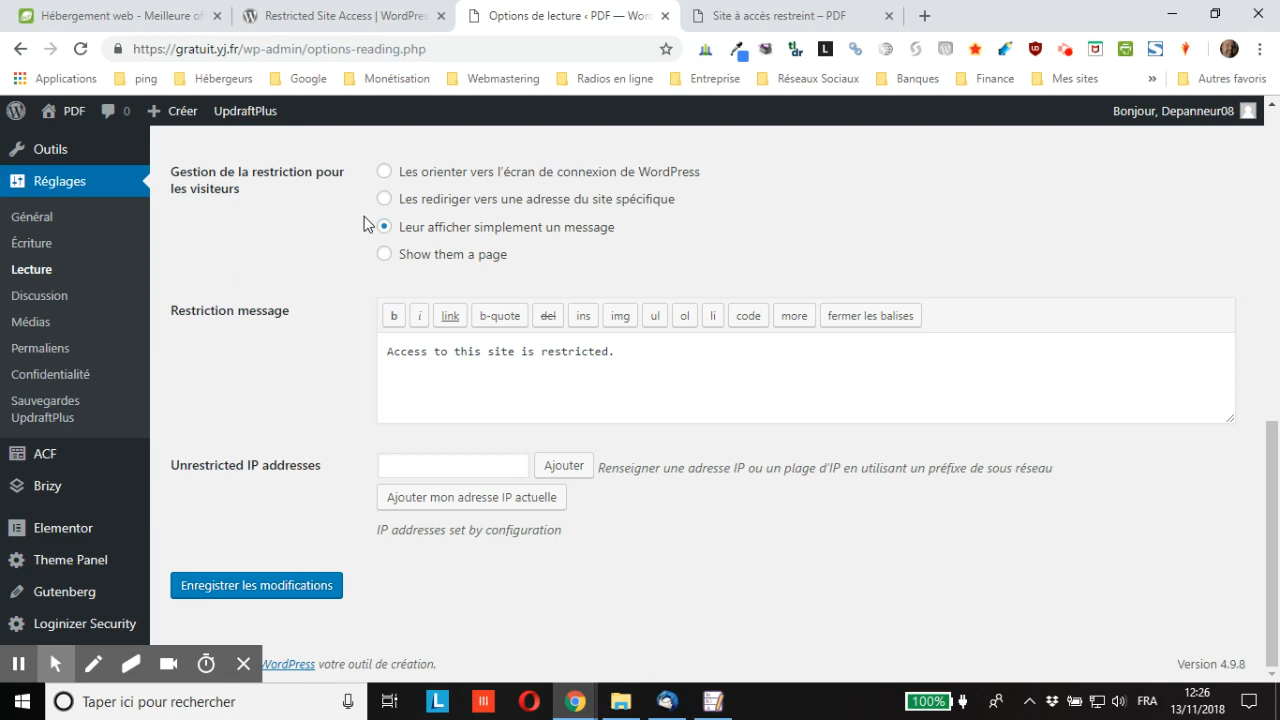 Hébergement web - Meilleure of
Restricted Site Access | WordPres
Options de lecture ‹ PDF — Wor
Site à accès restreint – PDF
https://gratuit.yj.fr/wp-admin/options-reading.php
Applications
ping
Hébergeurs
Google
Monétisation
Webmastering
Radios en ligne
Entreprise
Réseaux Sociaux
Banques
Finance
Mes sites
»
Autres favoris
PDF
0
Créer
UpdraftPlus
Bonjour, Depanneur08
Outils
Réglages
Général
Écriture
Lecture
Discussion
Médias
Permaliens
Confidentialité
Sauvegardes
UpdraftPlus
ACF
Brizy
Elementor
Theme Panel
Gutenberg
Loginizer Security
Gestion de la restriction pour
les visiteurs
Les orienter vers l'écran de connexion de WordPress
Les rediriger vers une adresse du site spécifique
Leur afficher simplement un message
Show them a page
Restriction message
b
i
link
b-quote
del
ins
img
ul
ol
li
code
more
fermer les balises
Access to this site is restricted.
Unrestricted IP addresses
Ajouter
Renseigner une adresse IP ou un plage d'IP en utilisant un préfixe de sous réseau
Ajouter mon adresse IP actuelle
IP addresses set by configuration
Enregistrer les modifications
WordPress votre outil de création.
Version 4.9.8
Taper ici pour rechercher
100%
FRA
12:26
13/11/2018